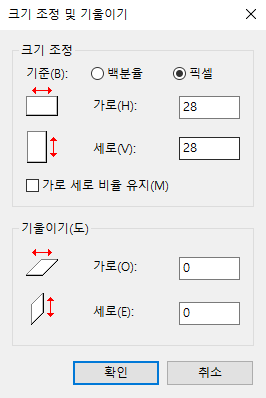 크기 조정 및 기울이기
크기 조정
기준(B): 백분율 픽셀
가로(H): 28
세로(V): 28
가로 세로 비율 유지(M)
기울이기(도)
가로(O): 0
세로(E): 0
확인 취소